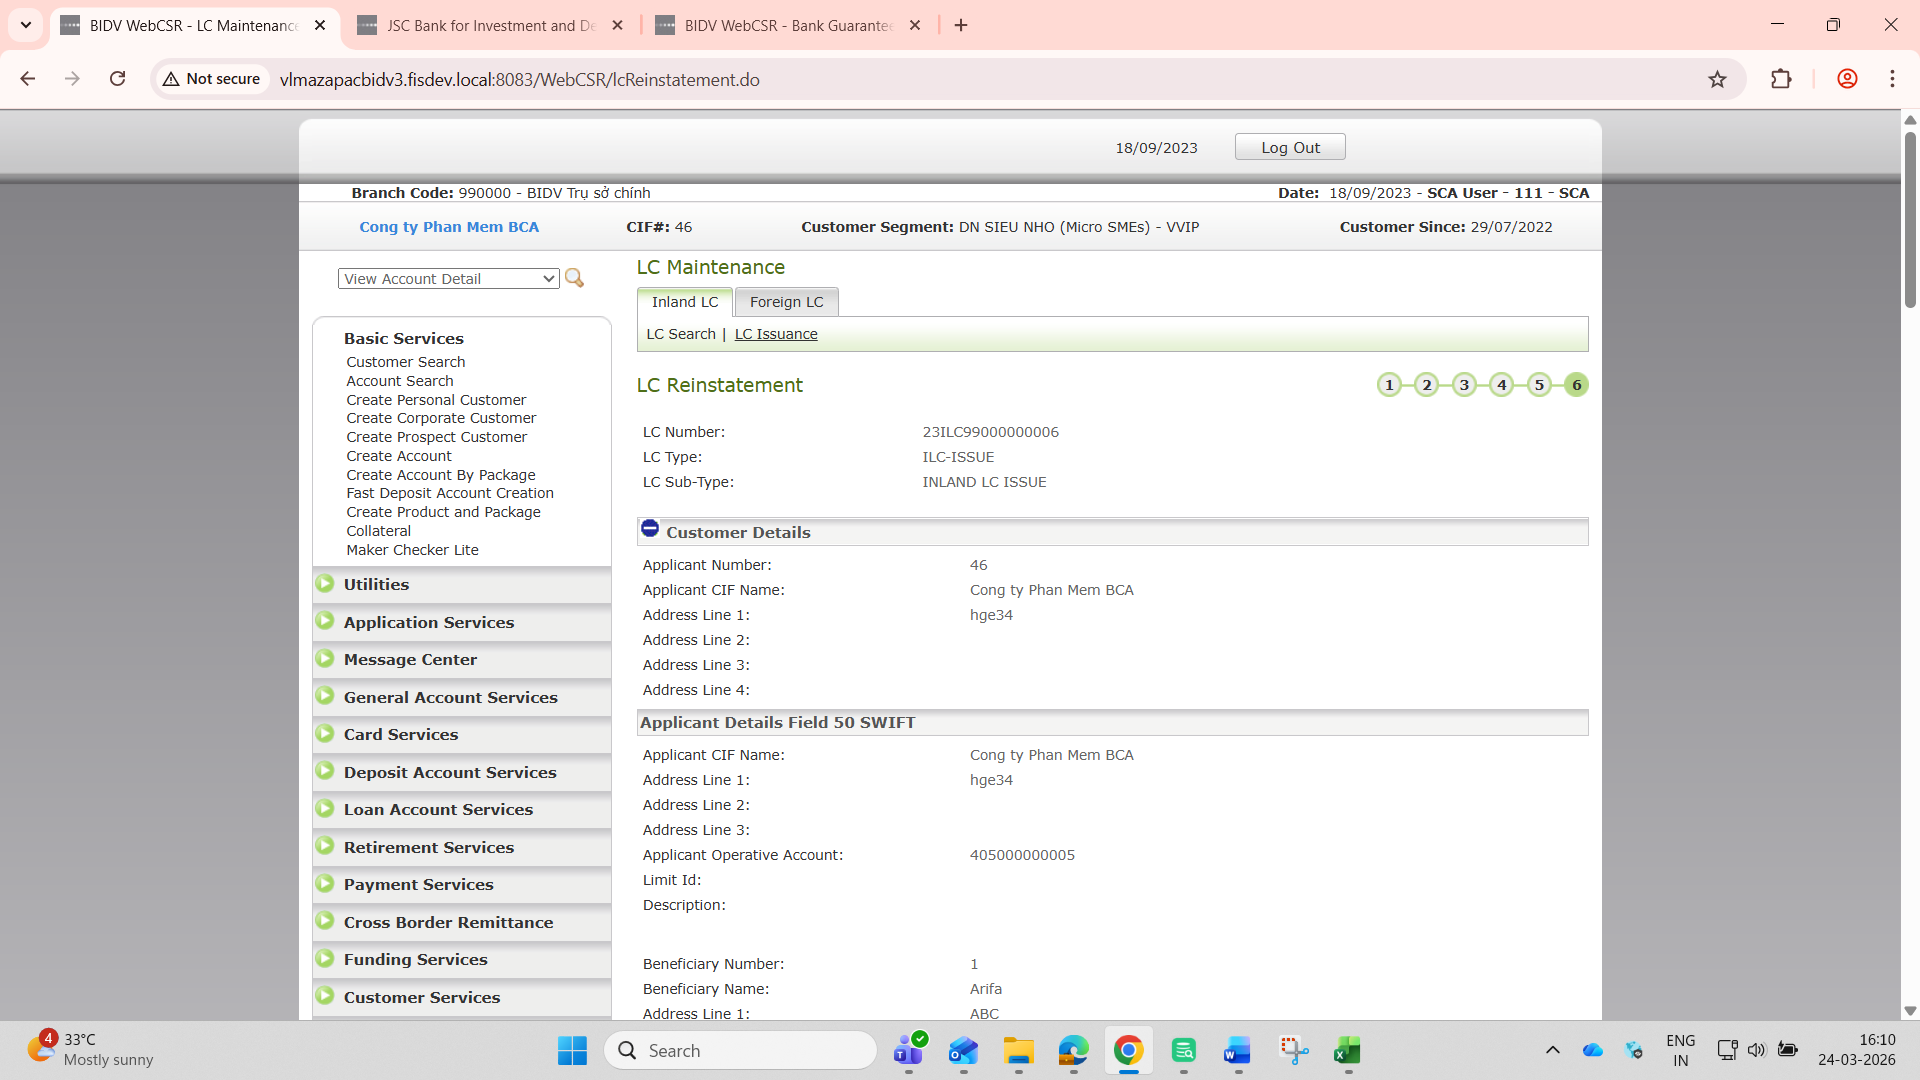 BIDV WebCSR - LC Maintenance
JSC Bank for Investment and De
BIDV WebCSR - Bank Guarantee
Not secure
vlmazapacbidv3.fisdev.local:8083/WebCSR/lcReinstatement.do
18/09/2023
Log Out
Branch Code: 990000 - BIDV Trụ sở chính
Date: 18/09/2023 - SCA User - 111 - SCA
Cong ty Phan Mem BCA
CIF#: 46
Customer Segment: DN SIEU NHO (Micro SMEs) - VVIP
Customer Since: 29/07/2022
View Account Detail
Basic Services
Customer Search
Account Search
Create Personal Customer
Create Corporate Customer
Create Prospect Customer
Create Account
Create Account By Package
Fast Deposit Account Creation
Create Product and Package
Collateral
Maker Checker Lite
Utilities
Application Services
Message Center
General Account Services
Card Services
Deposit Account Services
Loan Account Services
Retirement Services
Payment Services
Cross Border Remittance
Funding Services
Customer Services
LC Maintenance
Inland LC
Foreign LC
LC Search | LC Issuance
LC Reinstatement
1 2 3 4 5 6
LC Number: 23ILC99000000006
LC Type: ILC-ISSUE
LC Sub-Type: INLAND LC ISSUE
Customer Details
Applicant Number: 46
Applicant CIF Name: Cong ty Phan Mem BCA
Address Line 1: hge34
Address Line 2:
Address Line 3:
Address Line 4:
Applicant Details Field 50 SWIFT
Applicant CIF Name: Cong ty Phan Mem BCA
Address Line 1: hge34
Address Line 2:
Address Line 3:
Applicant Operative Account: 405000000005
Limit Id:
Description:
Beneficiary Number: 1
Beneficiary Name: Arifa
Address Line 1: ABC
4
33°C
Mostly sunny
Search
ENG
IN
16:10
24-03-2026